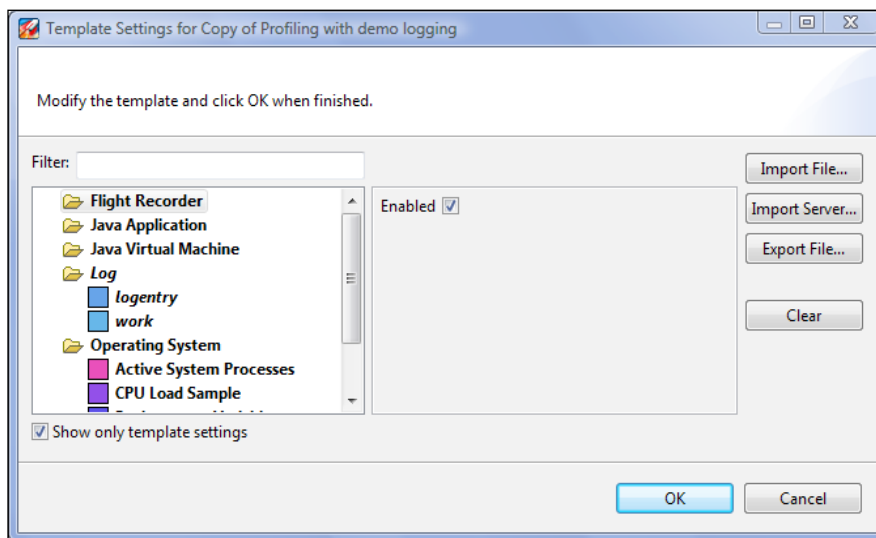 Template Settings for Copy of Profiling with demo logging
Modify the template and click OK when finished.
Filter:
Flight Recorder
Java Application
Java Virtual Machine
Log
logentry
work
Operating System
Active System Processes
CPU Load Sample
Enabled
Import File...
Import Server...
Export File...
Clear
Show only template settings
OK
Cancel